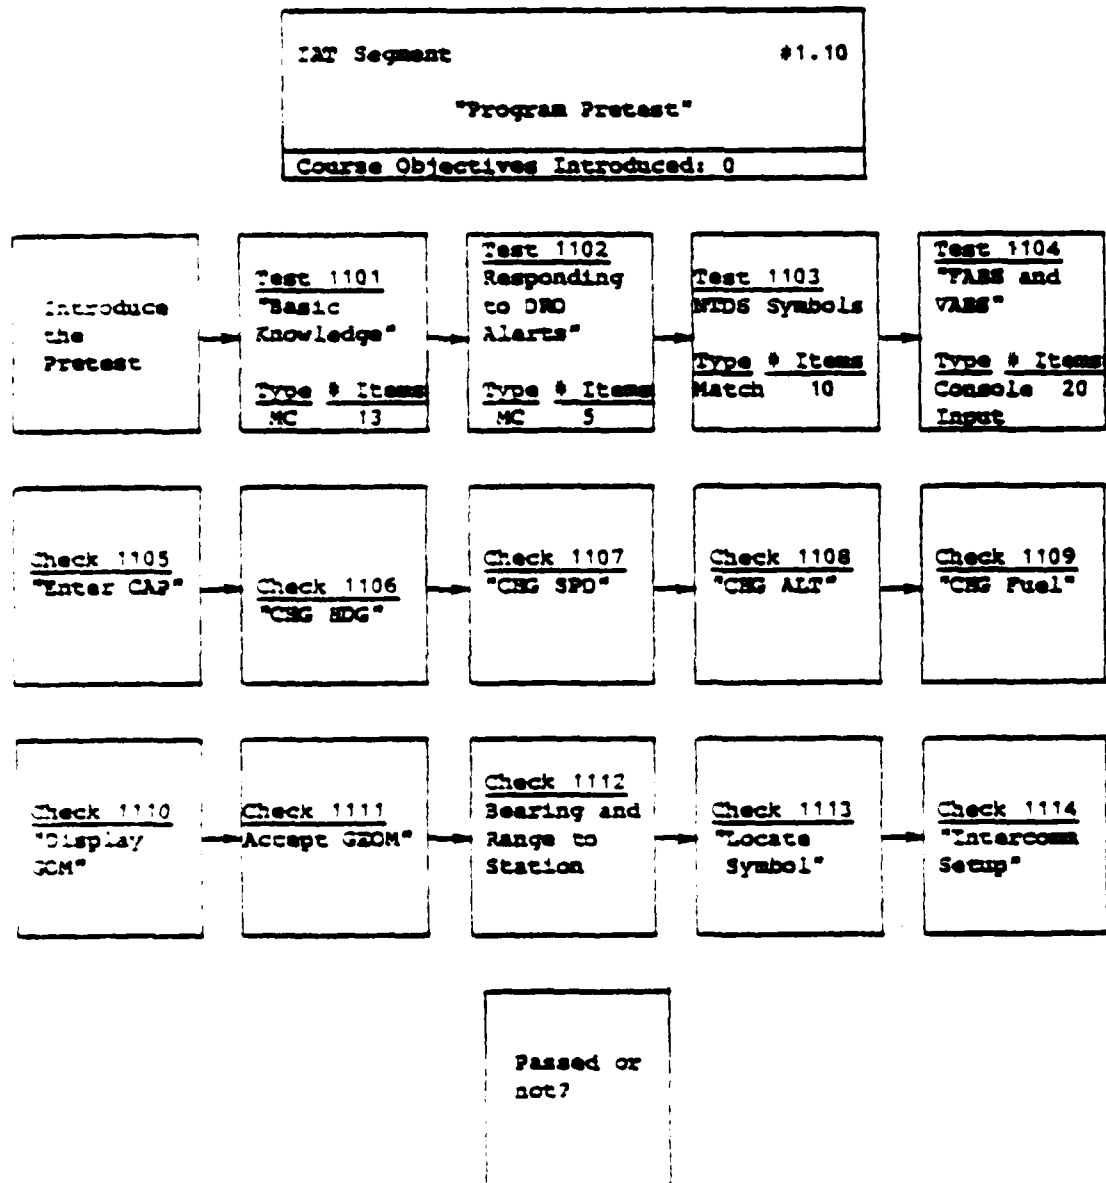 IAT Segment #1.10
"Program Pretest"
Course Objectives Introduced: 0
Introduce
the
Pretest
Test 1101
"Basic
Knowledge"
Type # Items
MC 13
Test 1102
Responding
to DRO
Alerts"
Type # Items
MC 5
Test 1103
NTDS Symbols
Type # Items
Match 10
Test 1104
"FABS and
VABS"
Type # Items
Console 20
Input
Check 1105
"Enter CAP"
Check 1106
"CHG HDG"
Check 1107
"CHG SPD"
Check 1108
"CHG ALT"
Check 1109
"CHG Fuel"
Check 1110
"Display
Check 1111
Accept GEOM"
Check 1112
Bearing and
Range to
Station
Check 1113
"Locate
Symbol"
Check 1114
"Intercomm
Setup"
Passed or
not?